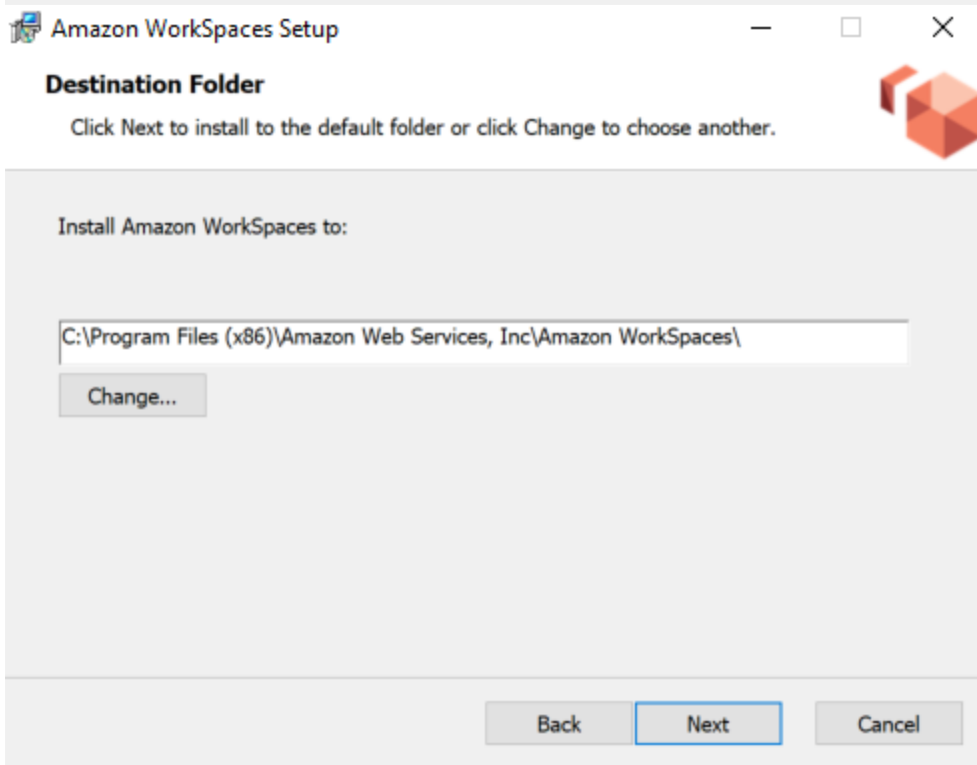 Amazon WorkSpaces Setup
Destination Folder
Click Next to install to the default folder or click Change to choose another.
Install Amazon WorkSpaces to:
C:\Program Files (x86)\Amazon Web Services, Inc\Amazon WorkSpaces\
Change...
Back Next Cancel